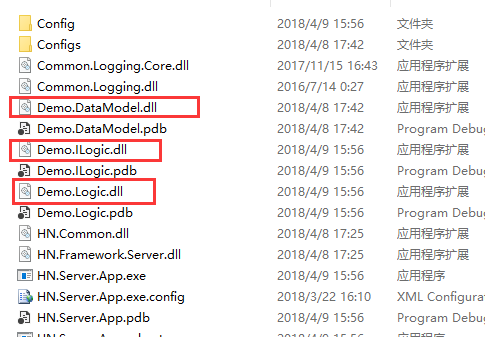 Config 2018/4/9 15:56 文件夹
Configs 2018/4/8 17:42 文件夹
Common.Logging.Core.dll 2017/11/15 16:43 应用程序扩展
Common.Logging.dll 2016/7/14 0:27 应用程序扩展
Demo.DataModel.dll 2018/4/8 17:42 应用程序扩展
Demo.DataModel.pdb 2018/4/8 17:42 Program Debug
Demo.ILogic.dll 2018/4/9 15:56 应用程序扩展
Demo.ILogic.pdb 2018/4/9 15:56 Program Debug
Demo.Logic.dll 2018/4/9 15:56 应用程序扩展
Demo.Logic.pdb 2018/4/9 15:56 Program Debug
HN.Common.dll 2018/4/8 17:25 应用程序扩展
HN.Framework.Server.dll 2018/4/8 17:25 应用程序扩展
HN.Server.App.exe 2018/4/9 15:56 应用程序
HN.Server.App.exe.config 2018/3/22 16:10 XML Configura
HN.Server.App.pdb 2018/4/9 15:56 Program Debug